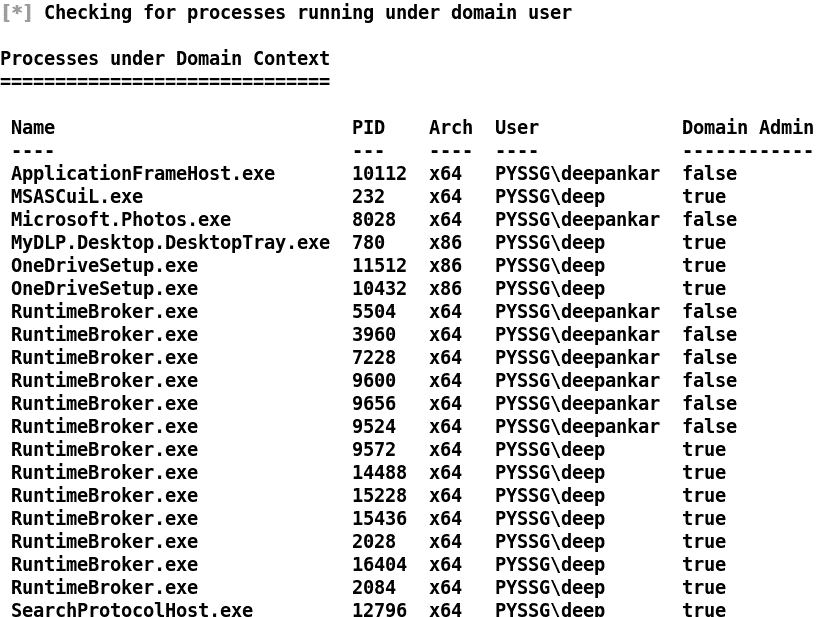 [*] Checking for processes running under domain user
Processes under Domain Context
==============================
Name PID Arch User Domain Admin
---- --- ---- ---- ------------
ApplicationFrameHost.exe 10112 x64 PYSSG\deepankar false
MSASCuiL.exe 232 x64 PYSSG\deep true
Microsoft.Photos.exe 8028 x64 PYSSG\deepankar false
MyDLP.Desktop.DesktopTray.exe 780 x86 PYSSG\deep true
OneDriveSetup.exe 11512 x86 PYSSG\deep true
OneDriveSetup.exe 10432 x86 PYSSG\deep true
RuntimeBroker.exe 5504 x64 PYSSG\deepankar false
RuntimeBroker.exe 3960 x64 PYSSG\deepankar false
RuntimeBroker.exe 7228 x64 PYSSG\deepankar false
RuntimeBroker.exe 9600 x64 PYSSG\deepankar false
RuntimeBroker.exe 9656 x64 PYSSG\deepankar false
RuntimeBroker.exe 9524 x64 PYSSG\deepankar false
RuntimeBroker.exe 9572 x64 PYSSG\deep true
RuntimeBroker.exe 14488 x64 PYSSG\deep true
RuntimeBroker.exe 15228 x64 PYSSG\deep true
RuntimeBroker.exe 15436 x64 PYSSG\deep true
RuntimeBroker.exe 2028 x64 PYSSG\deep true
RuntimeBroker.exe 16404 x64 PYSSG\deep true
RuntimeBroker.exe 2084 x64 PYSSG\deep true
SearchProtocolHost.exe 12796 x64 PYSSG\deep true